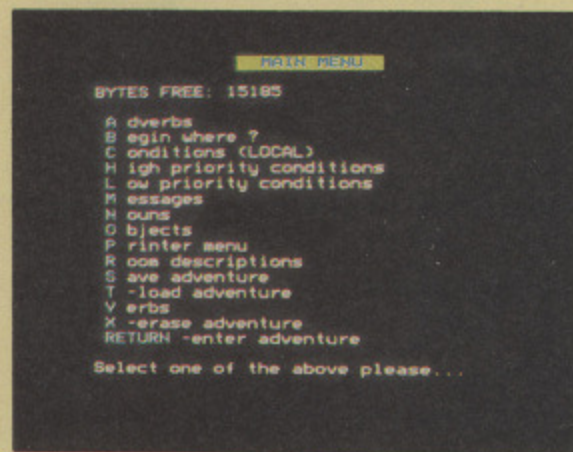 MAIN MENU
BYTES FREE: 15185
A dverbs
B egin where ?
C onditions (LOCAL)
H igh priority conditions
L ow priority conditions
M essages
N ouns
O bjects
P rinter menu
R oom descriptions
S ave adventure
T -load adventure
V erbs
X -erase adventure
RETURN -enter adventure
Select one of the above please...